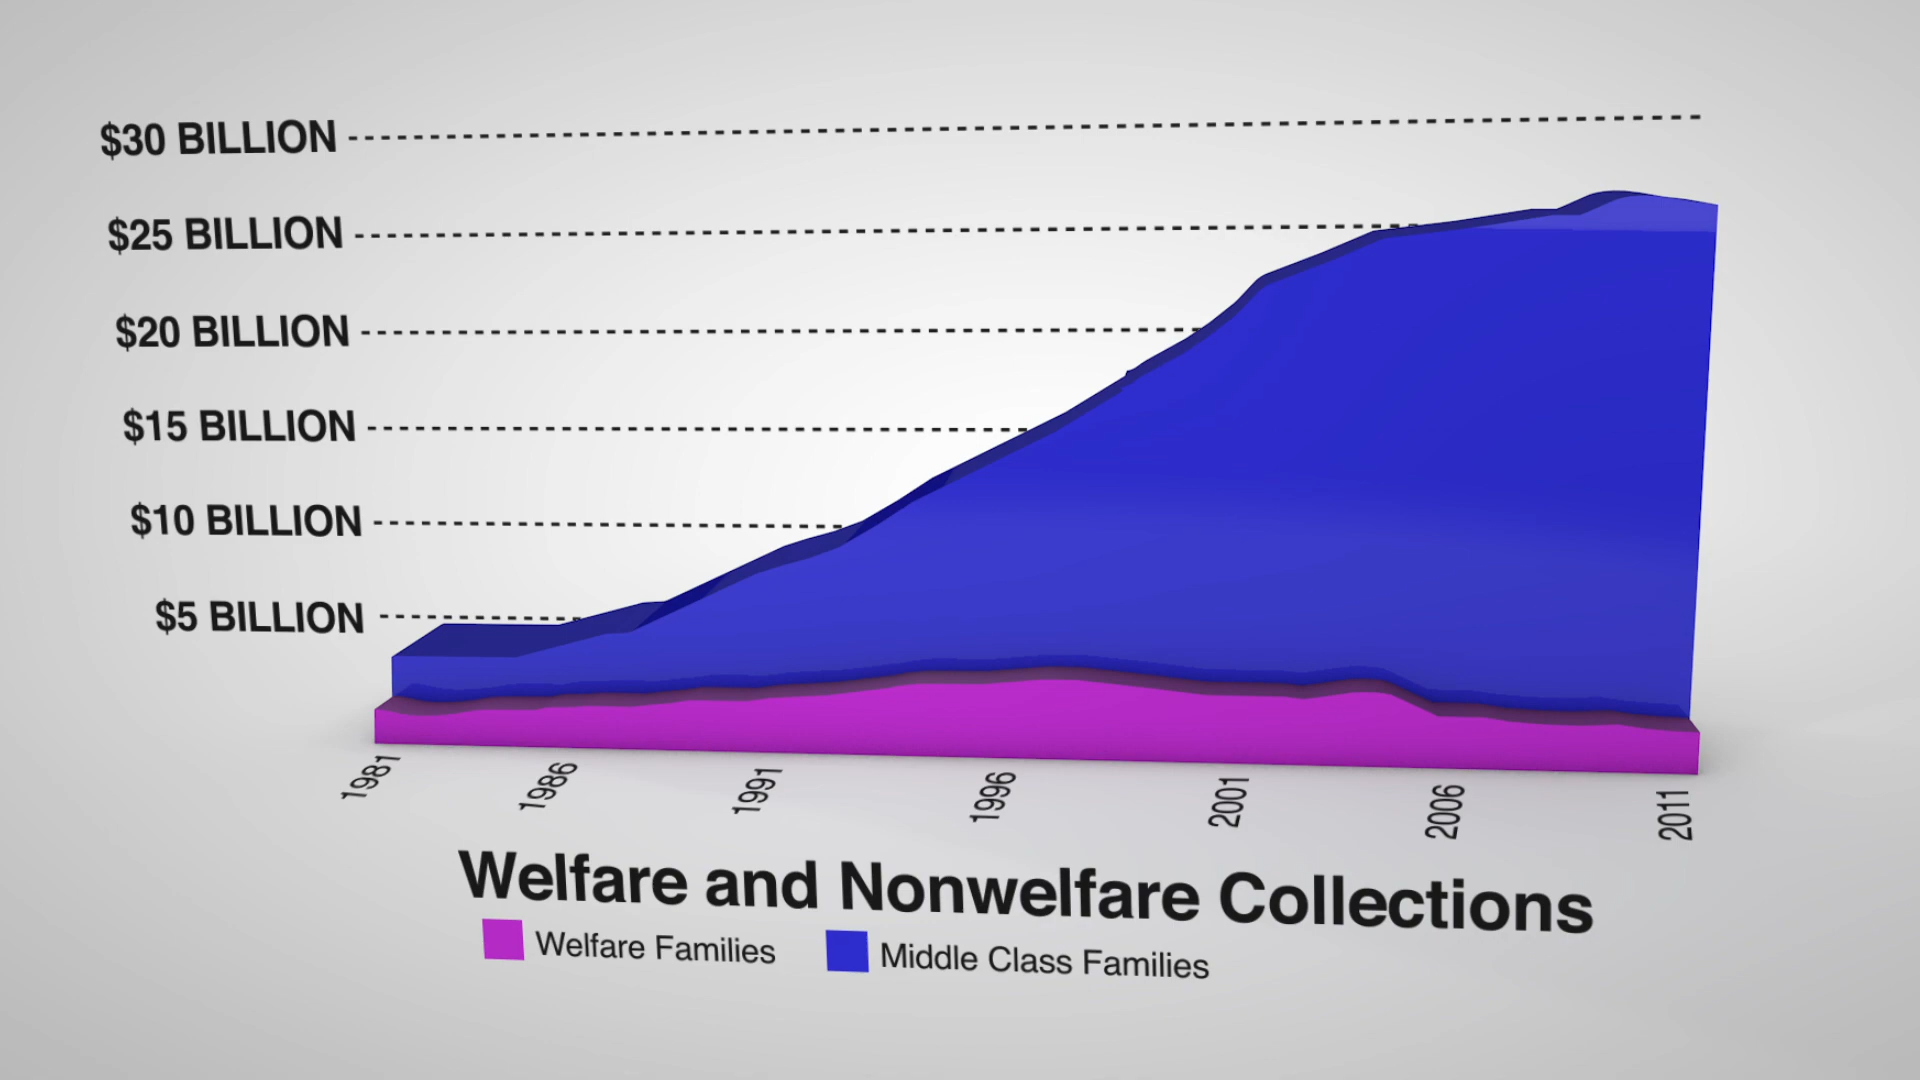 $30 BILLION
$25 BILLION
$20 BILLION
$15 BILLION
$10 BILLION
$5 BILLION
1981
1986
1991
1996
2001
2006
2011
Welfare and Nonwelfare Collections
Welfare Families
Middle Class Families